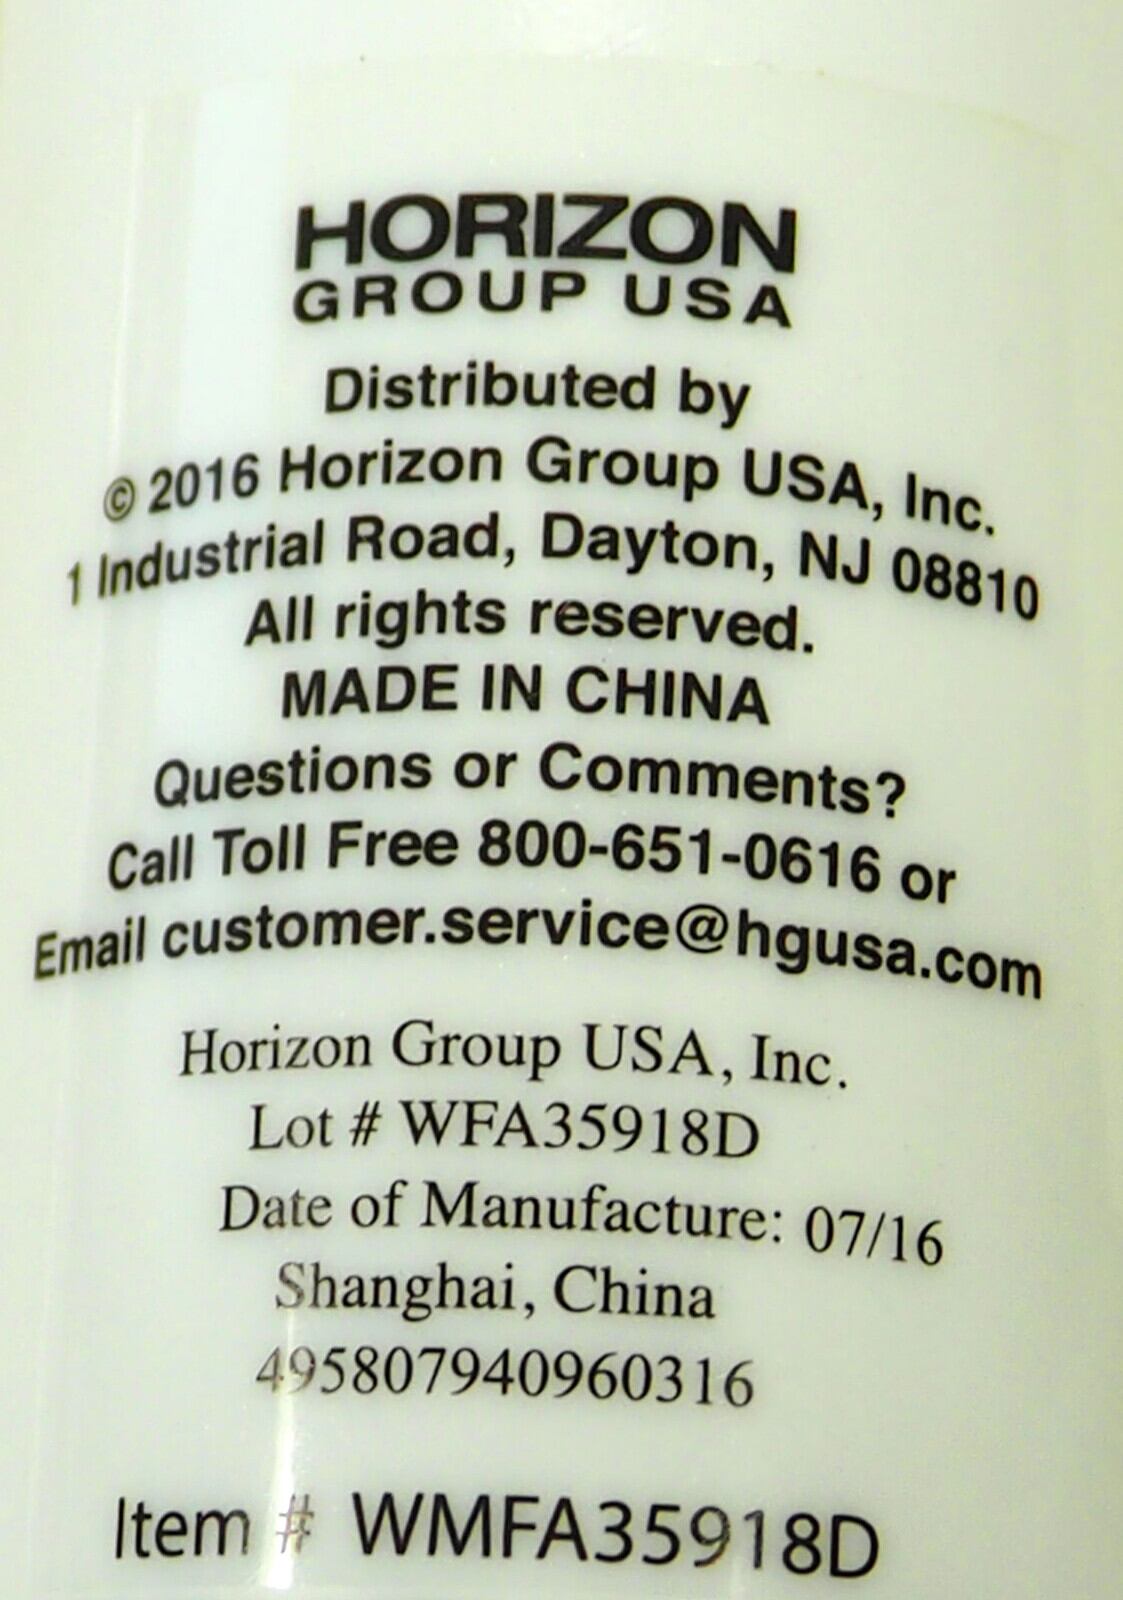 HORIZON
GROUP USA
Distributed by
© 2016 Horizon Group USA, Inc.
1 Industrial Road, Dayton, NJ 08810
All rights reserved.
MADE IN CHINA
Questions or Comments?
Call Toll Free 800-651-0616 or
Email customer.service@hgusa.com
Horizon Group USA, Inc.
Lot # WFA35918D
Date of Manufacture: 07/16
Shanghai, China
495807940960316
Item # WMFA35918D